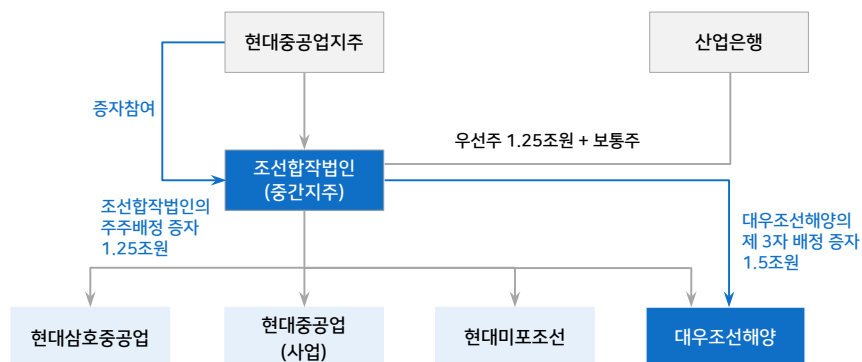 현대중공업지주
산업은행
증자참여
우선주 1.25조원 + 보통주
조선합작법인
(중간지주)
조선합작법인의
주주배정 증자
1.25조원
대우조선해양의
제 3자 배정 증자
1.5조원
현대삼호중공업
현대중공업
(사업)
현대미포조선
대우조선해양